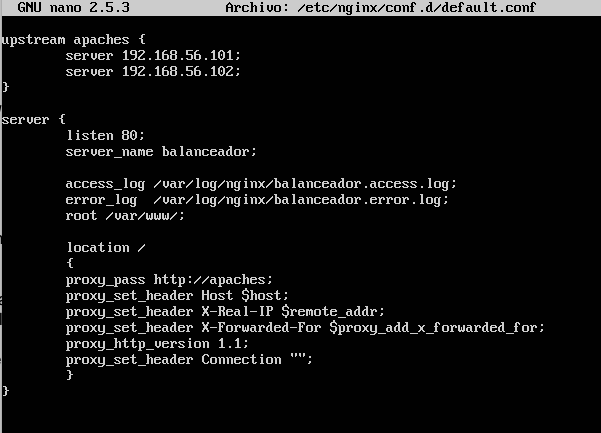 GNU nano 2.5.3 Archivo: /etc/nginx/conf.d/default.conf
upstream apaches {
server 192.168.56.101;
server 192.168.56.102;
}
server {
listen 80;
server_name balanceador;
access_log /var/log/nginx/balanceador.access.log;
error_log  /var/log/nginx/balanceador.error.log;
root /var/www/;
location /
{
proxy_pass http://apaches;
proxy_set_header Host $host;
proxy_set_header X-Real-IP $remote_addr;
proxy_set_header X-Forwarded-For $proxy_add_x_forwarded_for;
proxy_http_version 1.1;
proxy_set_header Connection "";
}
}